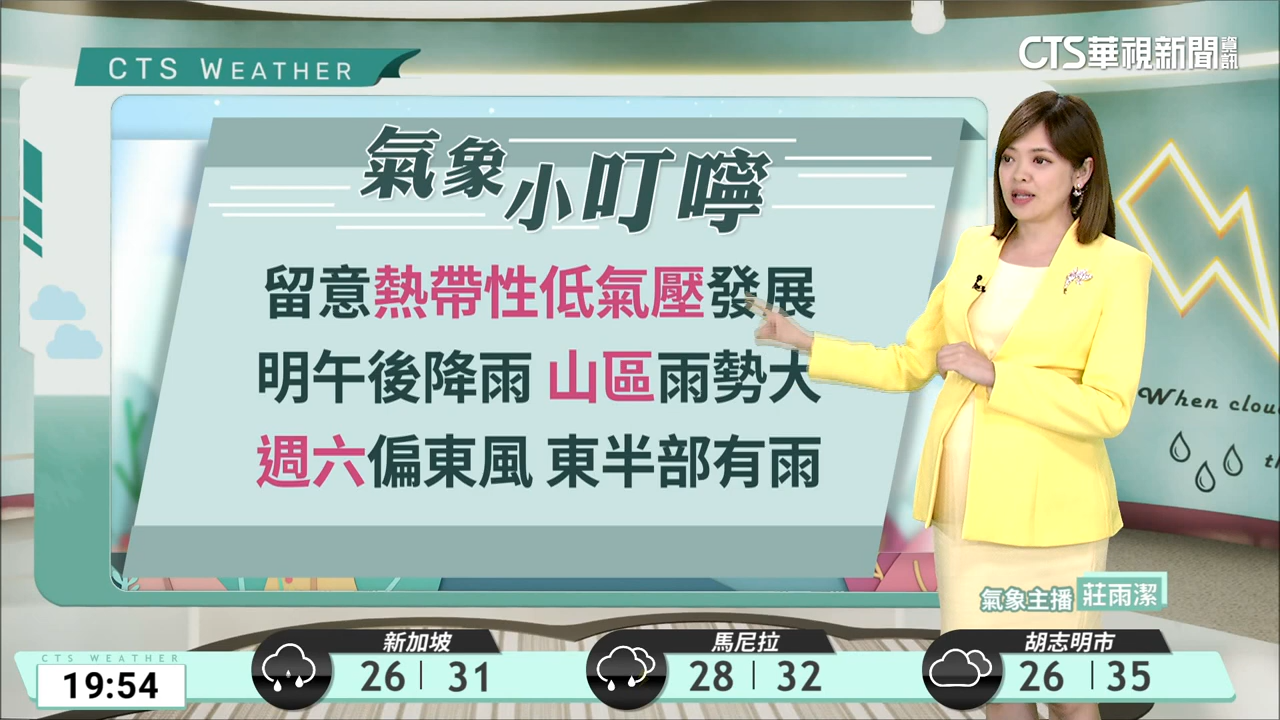 CTS WEATHER
CTS華視新聞資訊
氣象小叮嚀
留意熱帶性低氣壓發展
明午後降雨 山區雨勢大
週六偏東風 東半部有雨
When clou
th
氣象主播 莊雨潔
CTS WEATHER
19:54
新加坡
26 | 31
馬尼拉
28 | 32
胡志明市
26 | 35